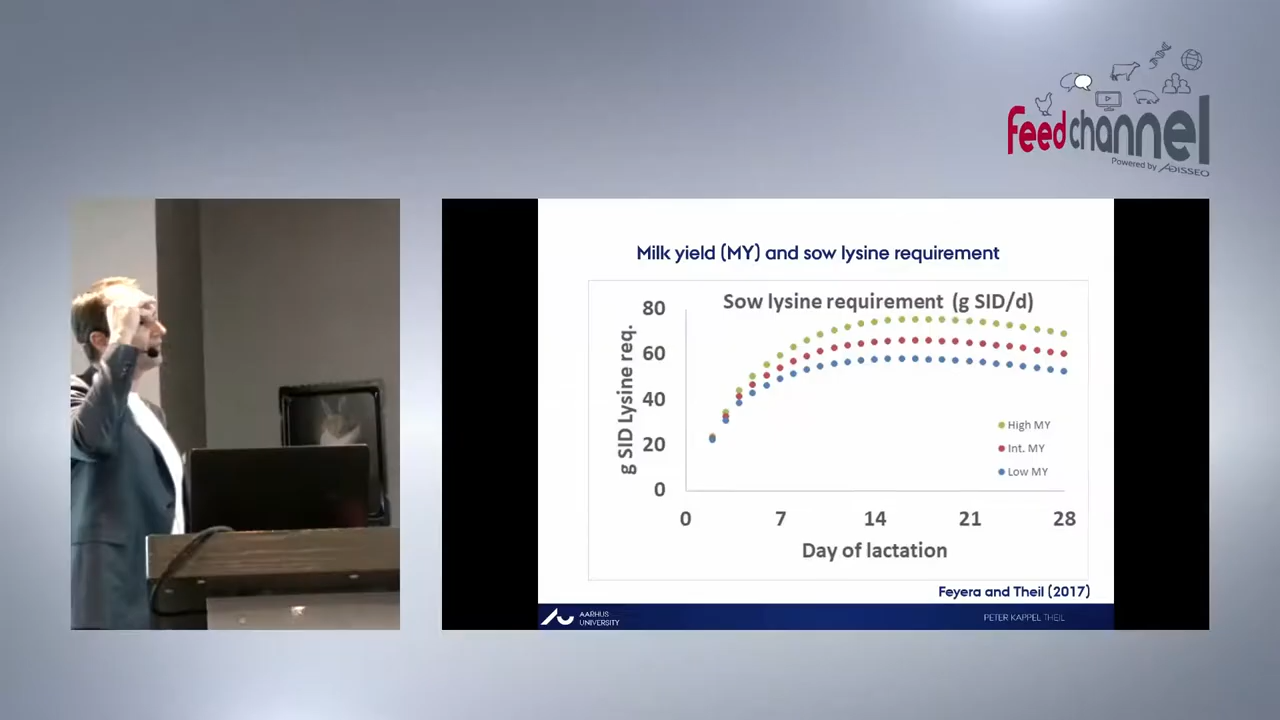 feedchannel
Powered by ADISSEO
Milk yield (MY) and sow lysine requirement
Sow lysine requirement (g SID/d)
g SID Lysine req.
80
60
40
20
0
High MY
Int. MY
Low MY
0 7 14 21 28
Day of lactation
Feyera and Theil (2017)
AARHUS
UNIVERSITY
PETER KAPPEL THEIL